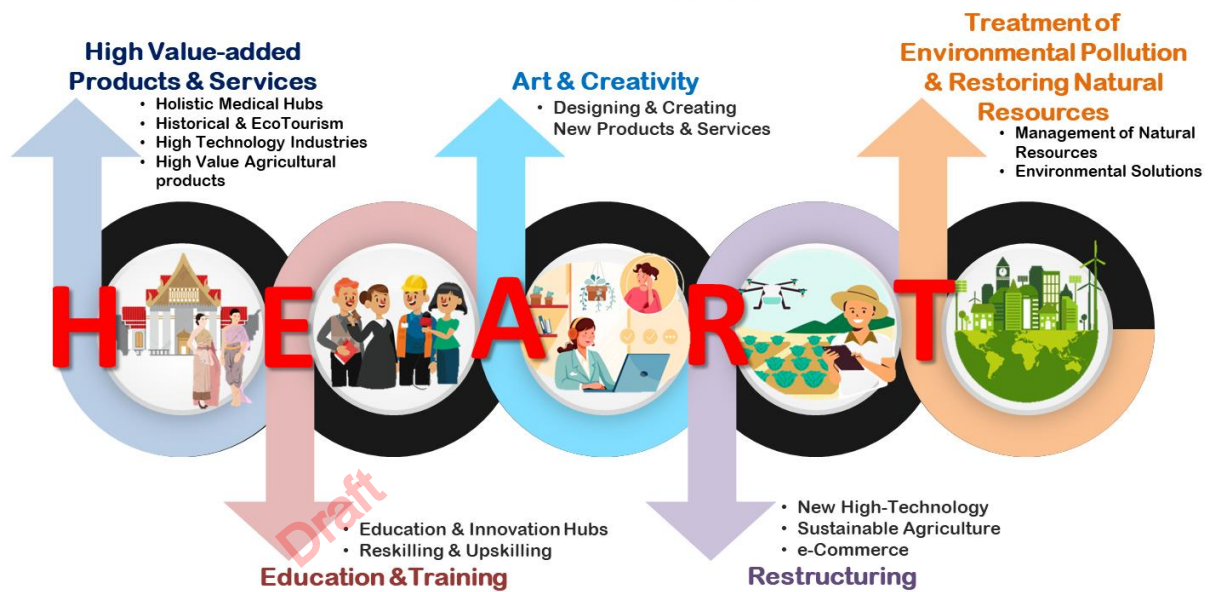 High Value-added
Products & Services
• Holistic Medical Hubs
• Historical & EcoTourism
• High Technology Industries
• High Value Agricultural
products
Art & Creativity
• Designing & Creating
New Products & Services
Treatment of
Environmental Pollution
& Restoring Natural
Resources
• Management of Natural
Resources
• Environmental Solutions
H E A R T
Draft
• Education & Innovation Hubs
• Reskilling & Upskilling
Education & Training
• New High-Technology
• Sustainable Agriculture
• e-Commerce
Restructuring